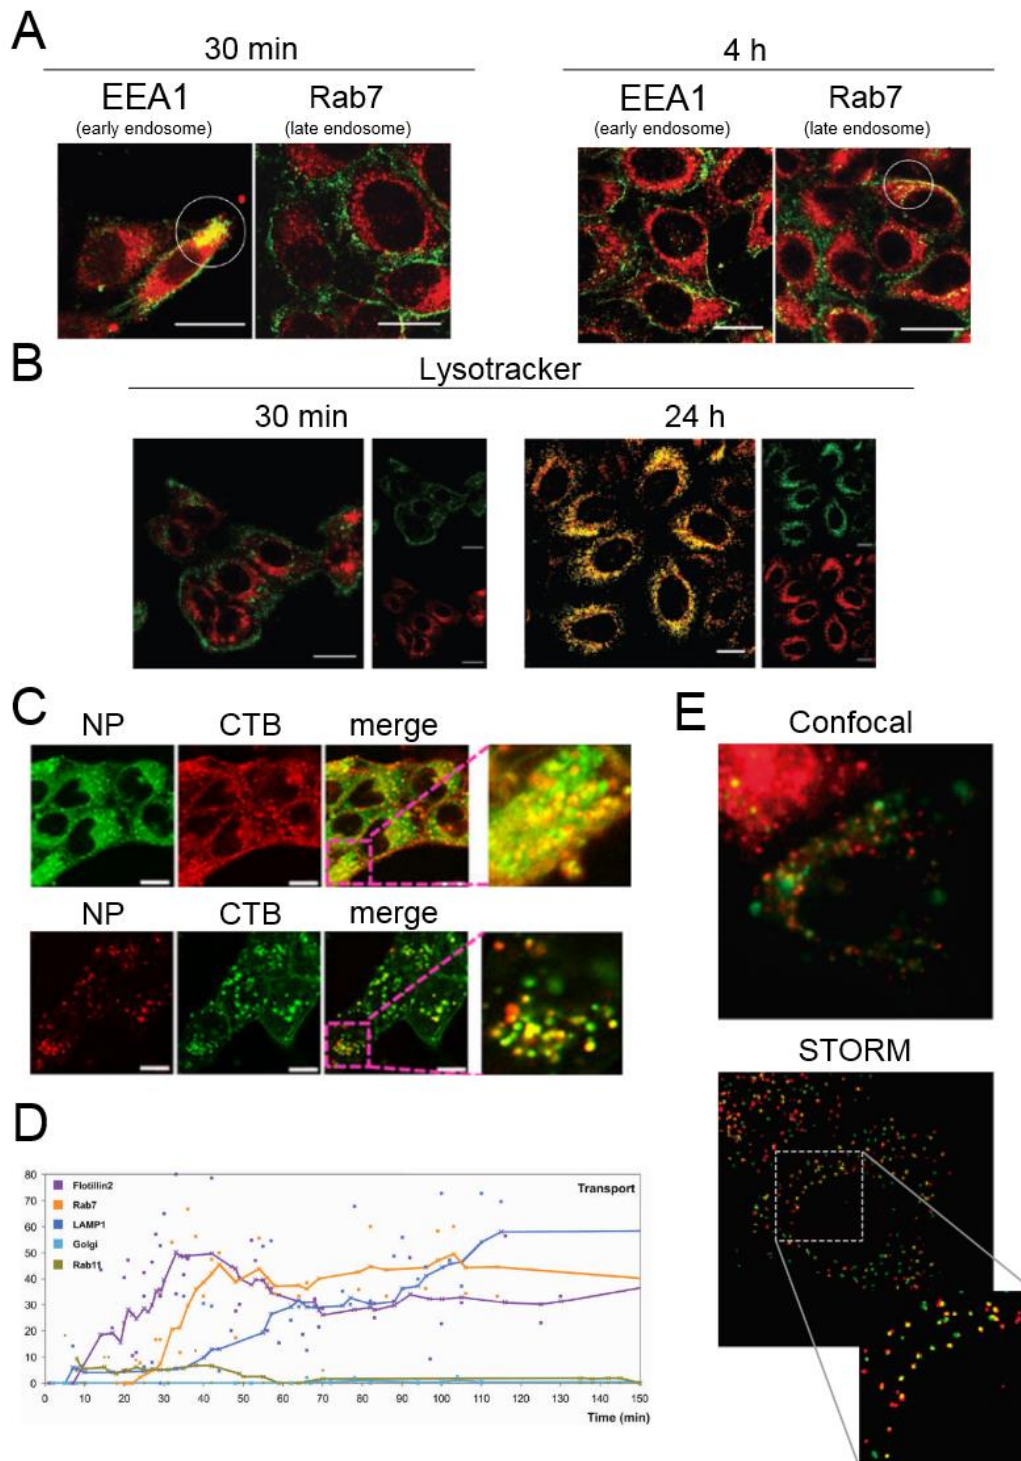 A
30 min
4 h
EEA1
(early endosome)
Rab7
(late endosome)
EEA1
(early endosome)
Rab7
(late endosome)
B
Lysotracker
30 min
24 h
C
NP
CTB
merge
NP
CTB
merge
D
80
70
60
50
40
30
20
10
0
Flotillin2
Rab7
LAMP1
Golgi
Rab11
Transport
0 10 20 30 40 50 60 70 80 90 100 110 120 130 140 150
Time (min)
E
Confocal
STORM